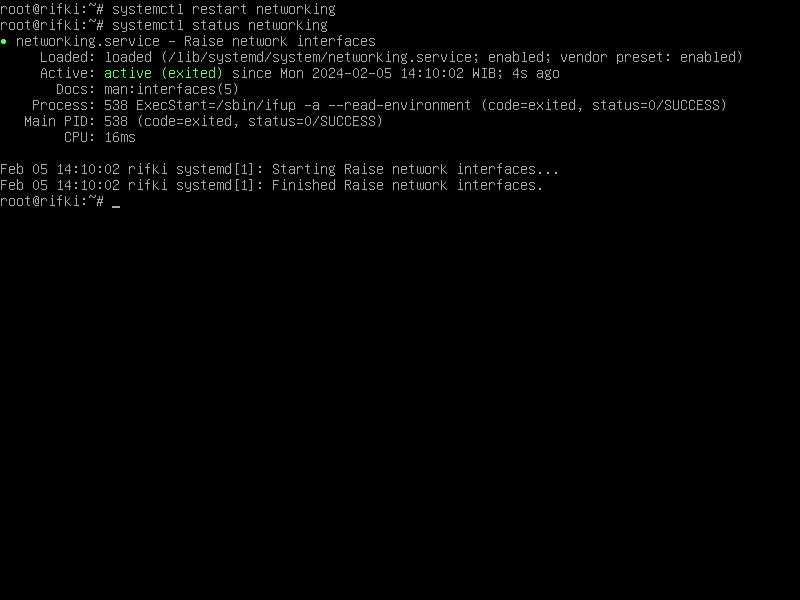 root@rifki:~# systemctl restart networking
root@rifki:~# systemctl status networking
● networking.service - Raise network interfaces
     Loaded: loaded (/lib/systemd/system/networking.service; enabled; vendor preset: enabled)
     Active: active (exited) since Mon 2024-02-05 14:10:02 WIB; 4s ago
       Docs: man:interfaces(5)
    Process: 538 ExecStart=/sbin/ifup -a --read-environment (code=exited, status=0/SUCCESS)
   Main PID: 538 (code=exited, status=0/SUCCESS)
        CPU: 16ms

Feb 05 14:10:02 rifki systemd[1]: Starting Raise network interfaces...
Feb 05 14:10:02 rifki systemd[1]: Finished Raise network interfaces.
root@rifki:~# _